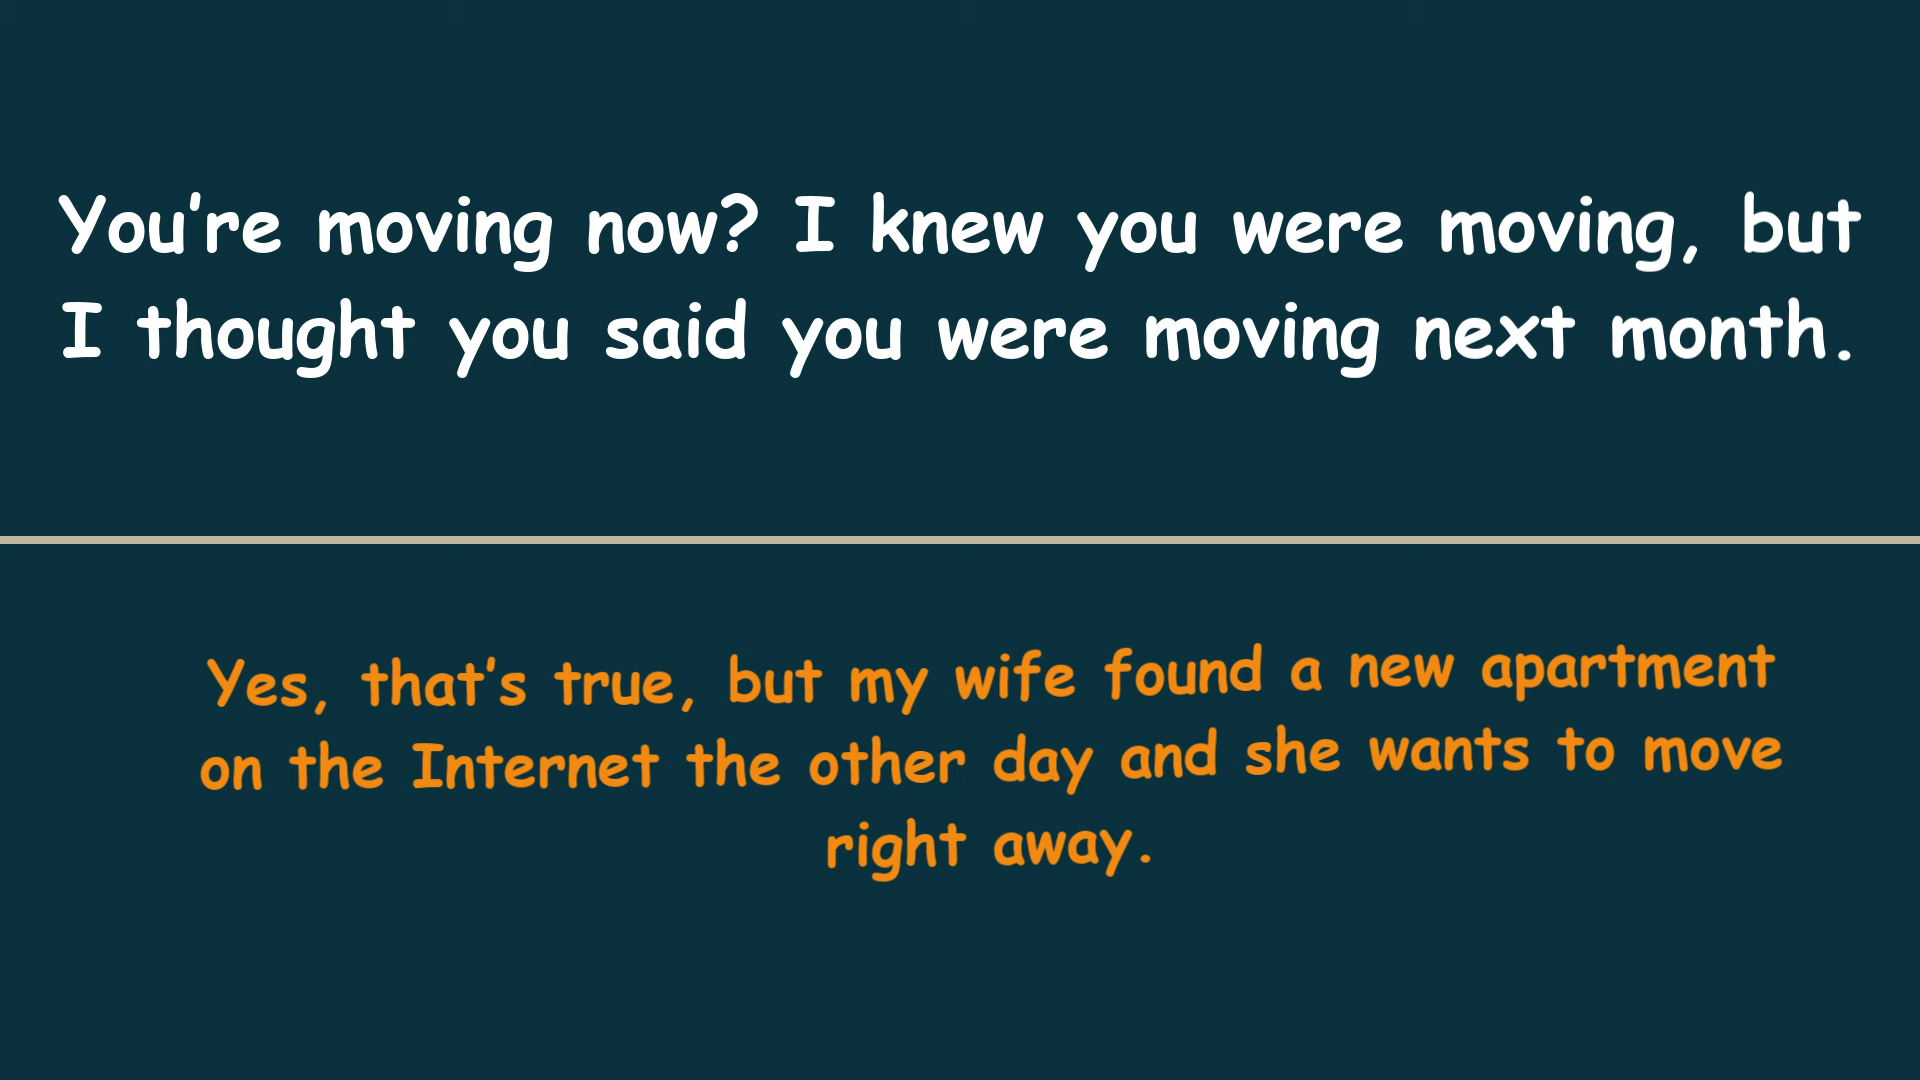 You're moving now? I knew you were moving, but
I thought you said you were moving next month.
Yes, that's true, but my wife found a new apartment
on the Internet the other day and she wants to move
right away.